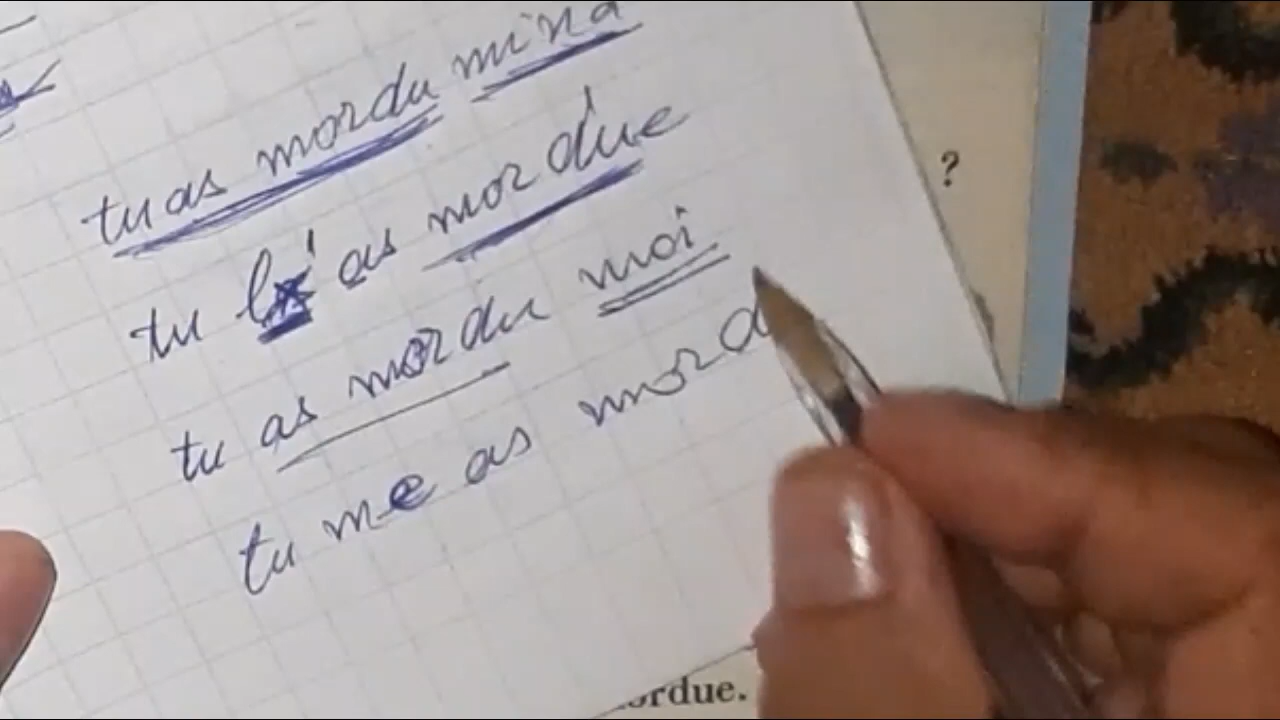 tu as mordu mina
tu l' as mordue
?
tu as mordu moi
tu me as mord
ordue.